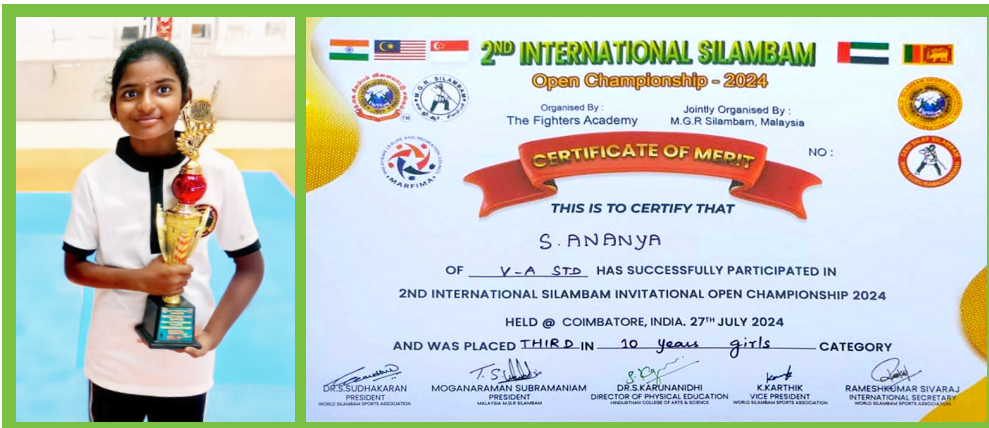 2ND INTERNATIONAL SILAMBAM
Open Championship - 2024
Organised By :
The Fighters Academy
Jointly Organised By :
M.G.R Silambam, Malaysia
M.G.R. SILAMBAM
MARFIMA
CERTIFICATE OF MERIT
NO :
THIS IS TO CERTIFY THAT
S. ANANYA
OF V-A STD HAS SUCCESSFULLY PARTICIPATED IN
2ND INTERNATIONAL SILAMBAM INVITATIONAL OPEN CHAMPIONSHIP 2024
HELD @ COIMBATORE, INDIA. 27TH JULY 2024
AND WAS PLACED THIRD IN 10 years girls CATEGORY
DR.S.SUDHAKARAN
PRESIDENT
WORLD SILAMBAM SPORTS ASSOCIATION
MOGANARAMAN SUBRAMANIAM
PRESIDENT
MALAYSIA M.G.R SILAMBAM
DR.S.KARUNANIDHI
DIRECTOR OF PHYSICAL EDUCATION
HINDUSTHAN COLLEGE OF ARTS & SCIENCE
K.KARTHIK
VICE PRESIDENT
WORLD SILAMBAM SPORTS ASSOCIATION
RAMESHKUMAR SIVARAJ
INTERNATIONAL SECRETARY
WORLD SILAMBAM SPORTS ASSOCIATION